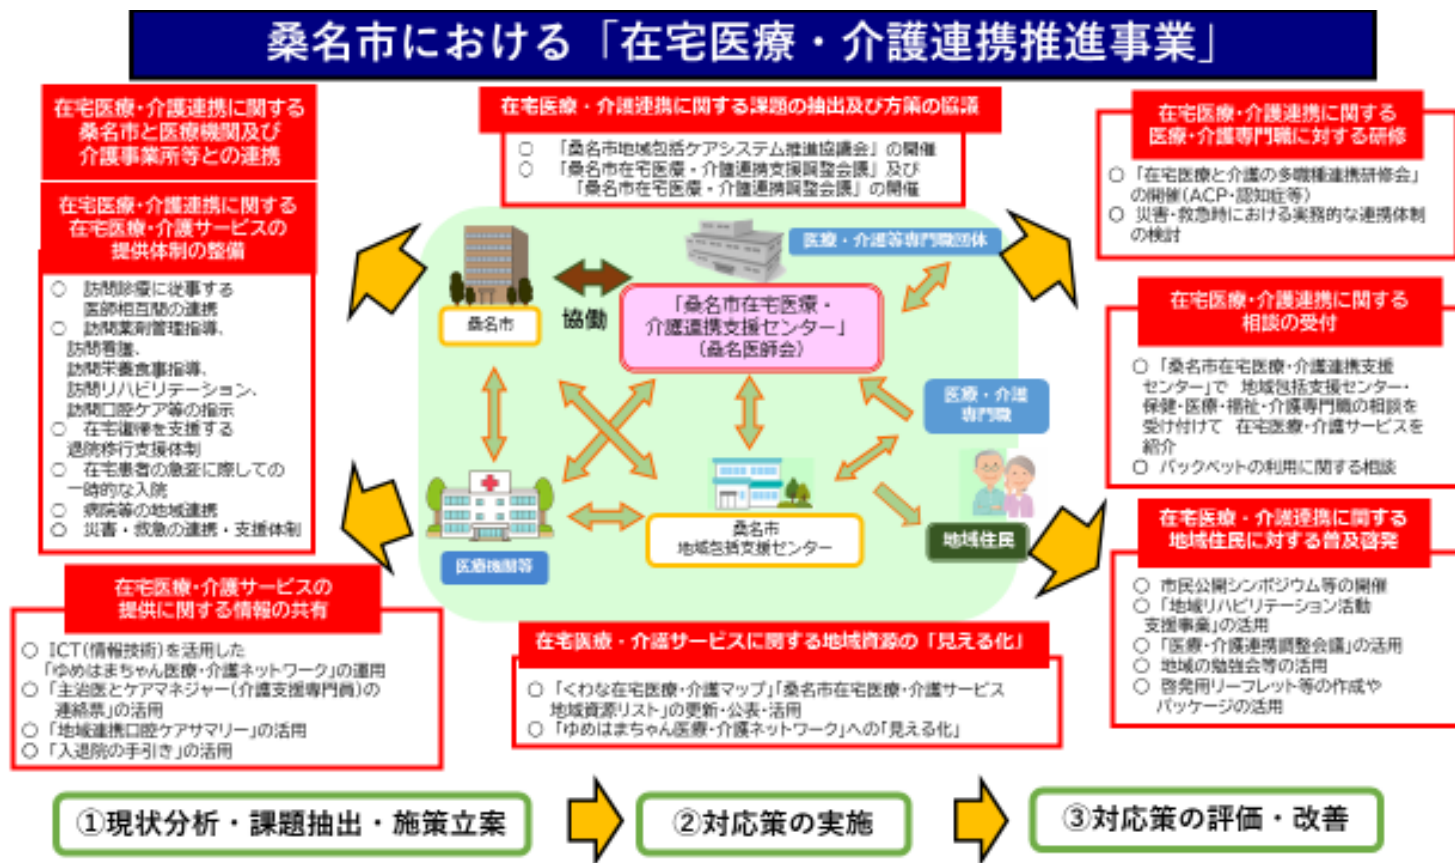 桑名市における「在宅医療・介護連携推進事業」
在宅医療・介護連携に関する
桑名市と医療機関及び
介護事業所等との連携
在宅医療・介護連携に関する
在宅医療・介護サービスの
提供体制の整備
○ 訪問診療に従事する
医師相互間の連携
○ 訪問薬剤管理指導、
訪問看護、
訪問栄養食事指導、
訪問リハビリテーション、
訪問口腔ケア等の指示
○ 在宅復帰を支援する
退院移行支援体制
○ 在宅患者の急変に際しての
一時的な入院
○ 病院等の地域連携
○ 災害・救急の連携・支援体制
在宅医療・介護サービスの
提供に関する情報の共有
○ ICT(情報技術)を活用した
「ゆめはまちゃん医療・介護ネットワーク」の運用
○「主治医とケアマネジャー(介護支援専門員)の
連絡票」の活用
○「地域連携口腔ケアサマリー」の活用
○「入退院の手引き」の活用
在宅医療・介護連携に関する課題の抽出及び方策の協議
○ 「桑名市地域包括ケアシステム推進協議会」の開催
○ 「桑名市在宅医療・介護連携支援調整会議」及び
「桑名市在宅医療・介護連携調整会議」の開催
桑名市
協働
「桑名市在宅医療・
介護連携支援センター」
(桑名医師会)
医療・介護等専門職団体
医療・介護
専門職
医療機関等
桑名市
地域包括支援センター
地域住民
在宅医療・介護サービスに関する地域資源の「見える化」
○「くわな在宅医療・介護マップ」「桑名市在宅医療・介護サービス
地域資源リスト」の更新・公表・活用
○「ゆめはまちゃん医療・介護ネットワーク」への「見える化」
在宅医療・介護連携に関する
医療・介護専門職に対する研修
○「在宅医療と介護の多職種連携研修会」
の開催(ACP・認知症等)
○ 災害・救急時における実務的な連携体制
の検討
在宅医療・介護連携に関する
相談の受付
○「桑名市在宅医療・介護連携支援
センター」で 地域包括支援センター・
保健・医療・福祉・介護専門職の相談を
受け付けて 在宅医療・介護サービスを
紹介
○ バックベットの利用に関する相談
在宅医療・介護連携に関する
地域住民に対する普及啓発
○ 市民公開シンポジウム等の開催
○「地域リハビリテーション活動
支援事業」の活用
○「医療・介護連携調整会議」の活用
○ 地域の勉強会等の活用
○ 啓発用リーフレット等の作成や
パッケージの活用
①現状分析・課題抽出・施策立案
②対応策の実施
③対応策の評価・改善